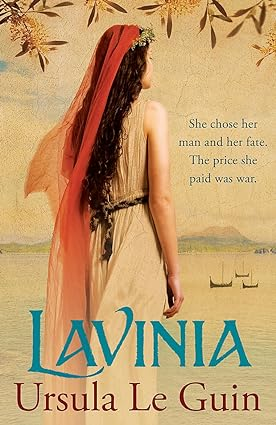 She chose her
man and her fate.
The price she
paid was war.
LAVINIA
Ursula Le Guin